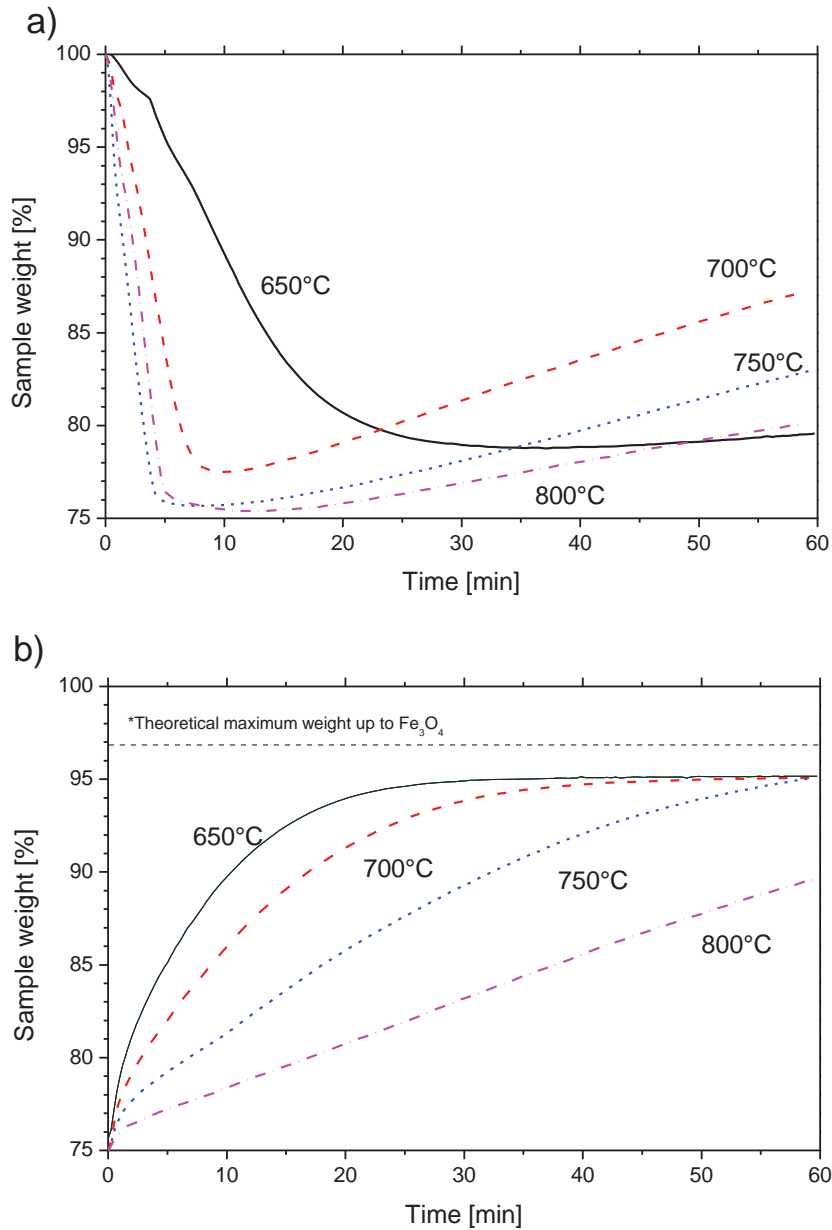 a)
100
95
90
85
80
75
Sample weight [%]
650°C
700°C
750°C
800°C
0
10
20
30
40
50
60
Time [min]
b)
100
95
90
85
80
75
Sample weight [%]
*Theoretical maximum weight up to Fe₃O₄
650°C
700°C
750°C
800°C
0
10
20
30
40
50
60
Time [min]